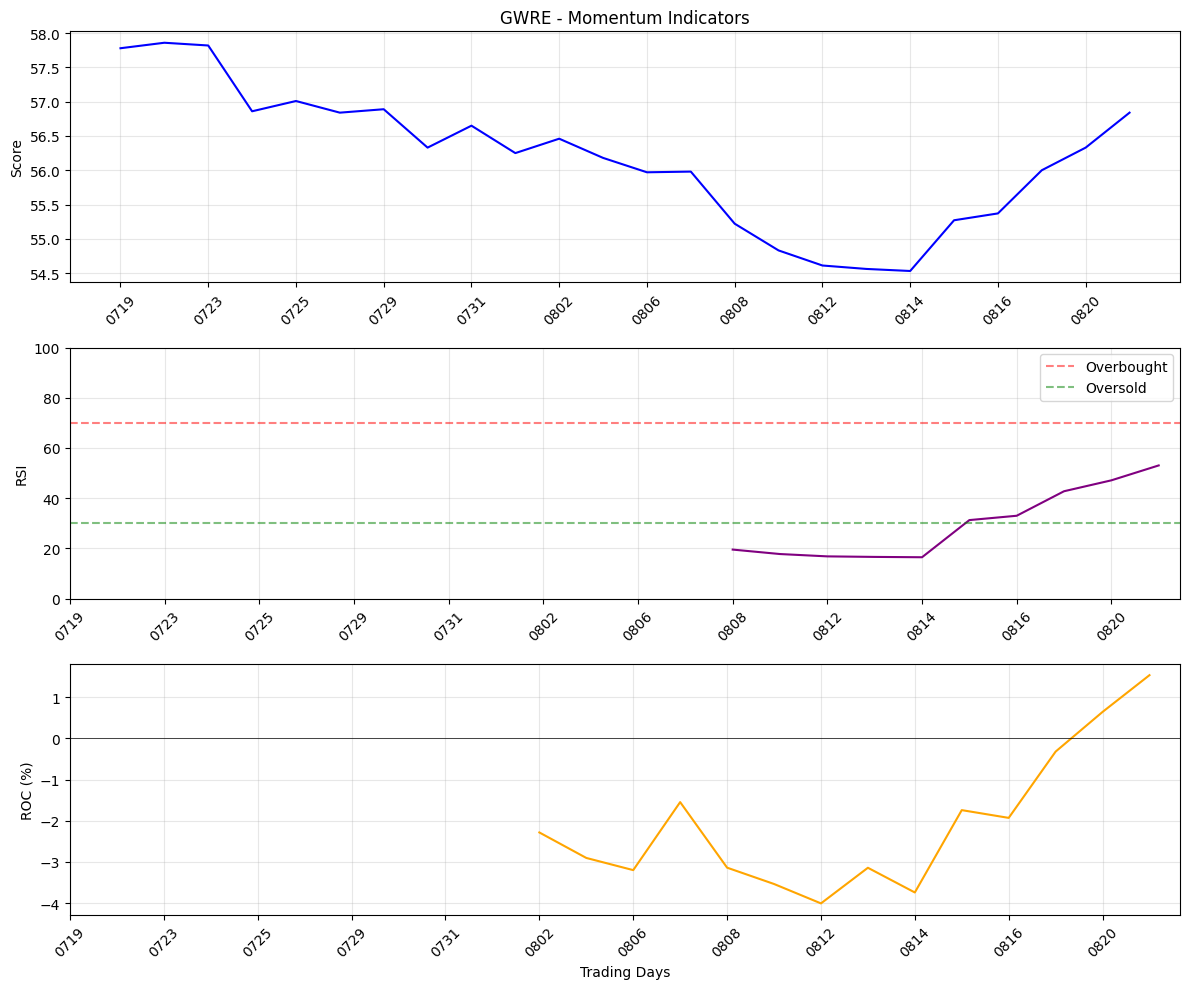 GWRE - Momentum Indicators
Score
58.0
57.5
57.0
56.5
56.0
55.5
55.0
54.5
0719 0723 0725 0729 0731 0802 0806 0808 0812 0814 0816 0820
RSI
100
80
60
40
20
0
Overbought
Oversold
0719 0723 0725 0729 0731 0802 0806 0808 0812 0814 0816 0820
ROC (%)
1
0
−1
−2
−3
−4
0719 0723 0725 0729 0731 0802 0806 0808 0812 0814 0816 0820
Trading Days